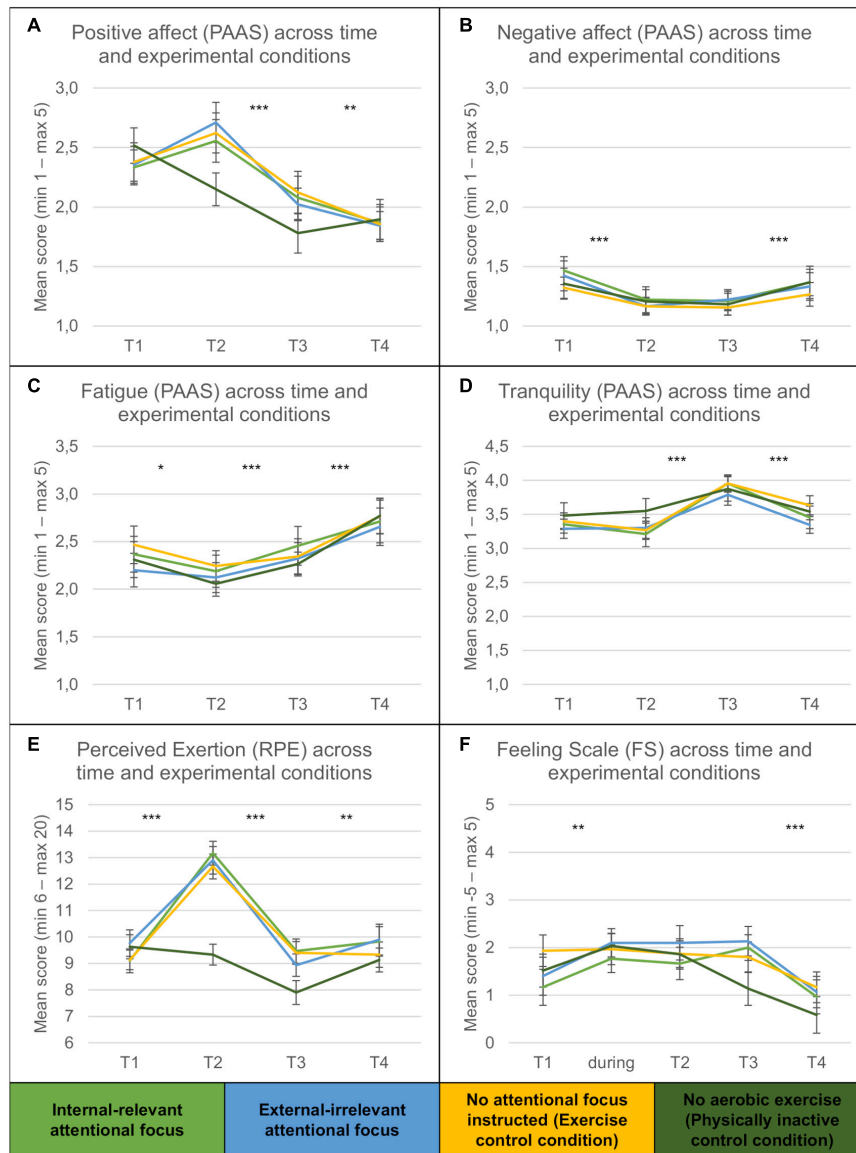 A
Positive affect (PAAS) across time
and experimental conditions
Mean score (min 1 – max 5)
3,0
2,5
2,0
1,5
1,0
***
**
T1
T2
T3
T4
B
Negative affect (PAAS) across time
and experimental conditions
Mean score (min 1 – max 5)
3,0
2,5
2,0
1,5
1,0
***
***
T1
T2
T3
T4
C
Fatigue (PAAS) across time and
experimental conditions
Mean score (min 1 – max 5)
3,5
3,0
2,5
2,0
1,5
1,0
*
***
***
T1
T2
T3
T4
D
Tranquility (PAAS) across time and
experimental conditions
Mean score (min 1 – max 5)
4,5
4,0
3,5
3,0
2,5
2,0
1,5
1,0
***
***
T1
T2
T3
T4
E
Perceived Exertion (RPE) across
time and experimental conditions
Mean score (min 6 – max 20)
15
14
13
12
11
10
9
8
7
6
***
***
**
T1
T2
T3
T4
F
Feeling Scale (FS) across time and
experimental conditions
Mean score (min -5 – max 5)
5
4
3
2
1
0
**
***
T1
during
T2
T3
T4
Internal-relevant
attentional focus
External-irrelevant
attentional focus
No attentional focus
instructed (Exercise
control condition)
No aerobic exercise
(Physically inactive
control condition)